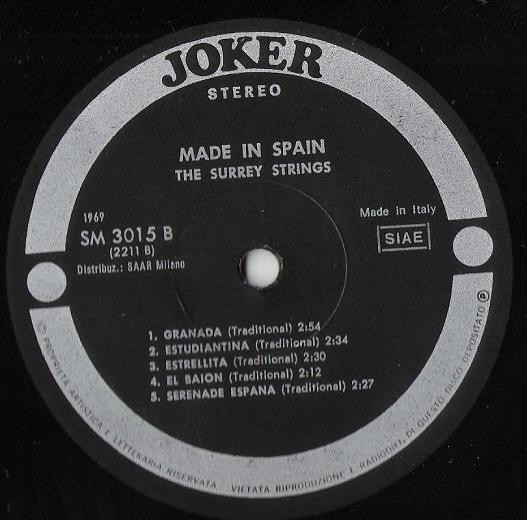 JOKER
STEREO
MADE IN SPAIN
THE SURREY STRINGS
1969
SM 3015 B
(2211 B)
Distribuz.: SAAR Milano
Made in Italy
SIAE
1. GRANADA (Traditional) 2:54
2. ESTUDIANTINA (Traditional) 2:34
3. ESTRELLITA (Traditional) 2:30
4. EL BAION (Traditional) 2:12
5. SERENADE ESPANA (Traditional) 2:27
© PROPRIETA ARTISTICA E LETTERARIA RISERVATA VIETATA RIPRODUZIONE E RADIODIF. DI QUESTO DISCO DEPOSITATO ℗